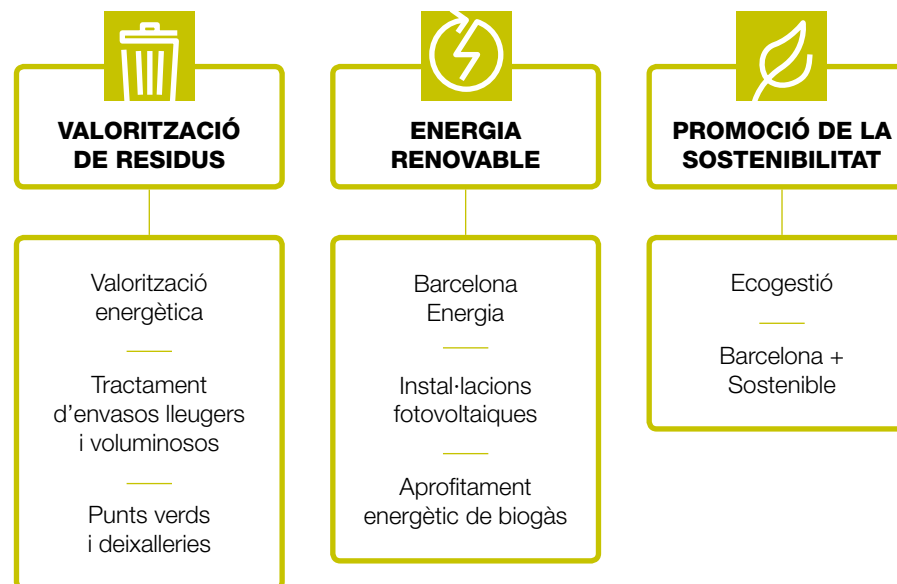 VALORITZACIÓ
DE RESIDUS
Valorització
energètica
Tractament
d’envasos lleugers
i voluminosos
Punts verds
i deixalleries
ENERGIA
RENOVABLE
Barcelona
Energia
Instal·lacions
fotovoltaiques
Aprofitament
energètic de biogàs
PROMOCIÓ DE LA
SOSTENIBILITAT
Ecogestió
Barcelona +
Sostenible